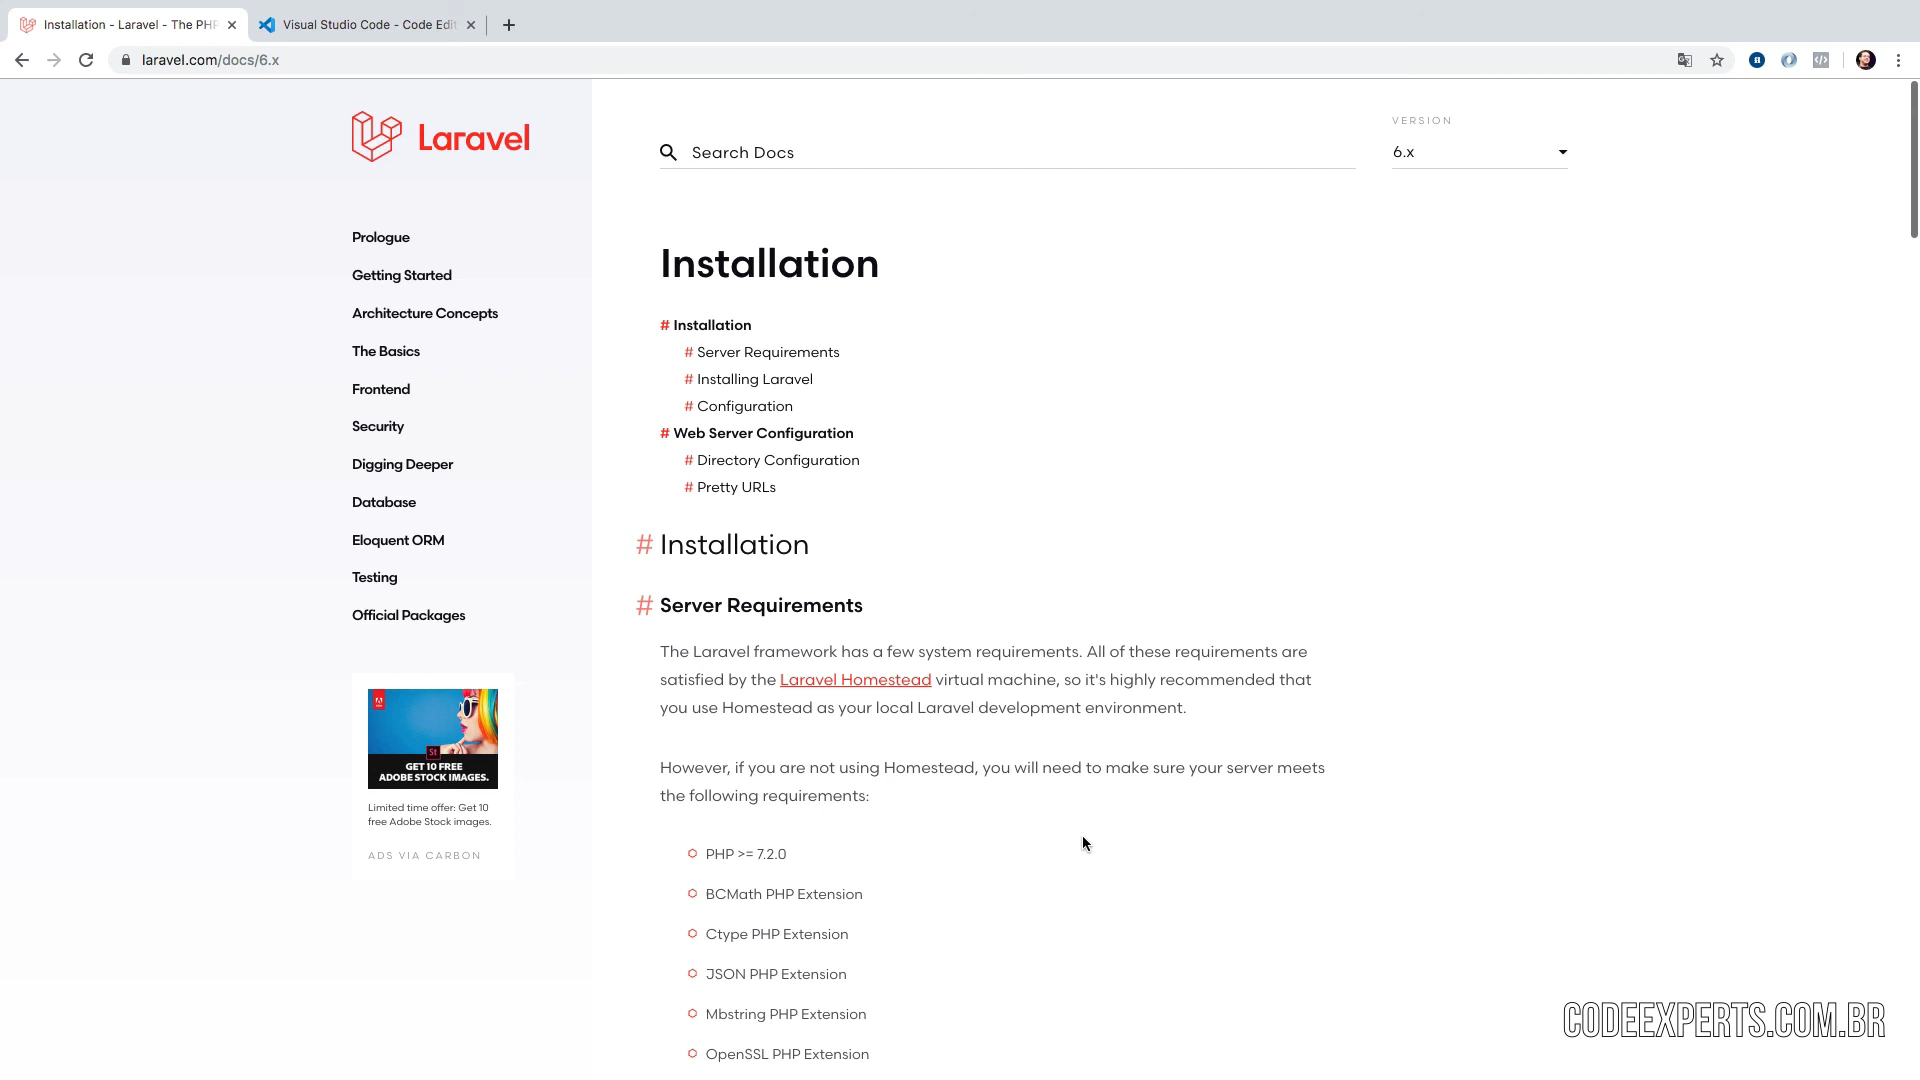 Installation - Laravel - The PHP
Visual Studio Code - Code Edit
laravel.com/docs/6.x
Laravel
Search Docs
VERSION
6.x
Prologue
Getting Started
Architecture Concepts
The Basics
Frontend
Security
Digging Deeper
Database
Eloquent ORM
Testing
Official Packages
St
GET 10 FREE
ADOBE STOCK IMAGES.
Limited time offer: Get 10
free Adobe Stock images.
ADS VIA CARBON
Installation
# Installation
# Server Requirements
# Installing Laravel
# Configuration
# Web Server Configuration
# Directory Configuration
# Pretty URLs
# Installation
# Server Requirements
The Laravel framework has a few system requirements. All of these requirements are
satisfied by the Laravel Homestead virtual machine, so it's highly recommended that
you use Homestead as your local Laravel development environment.
However, if you are not using Homestead, you will need to make sure your server meets
the following requirements:
PHP >= 7.2.0
BCMath PHP Extension
Ctype PHP Extension
JSON PHP Extension
Mbstring PHP Extension
OpenSSL PHP Extension
CODEEXPERTS.COM.BR